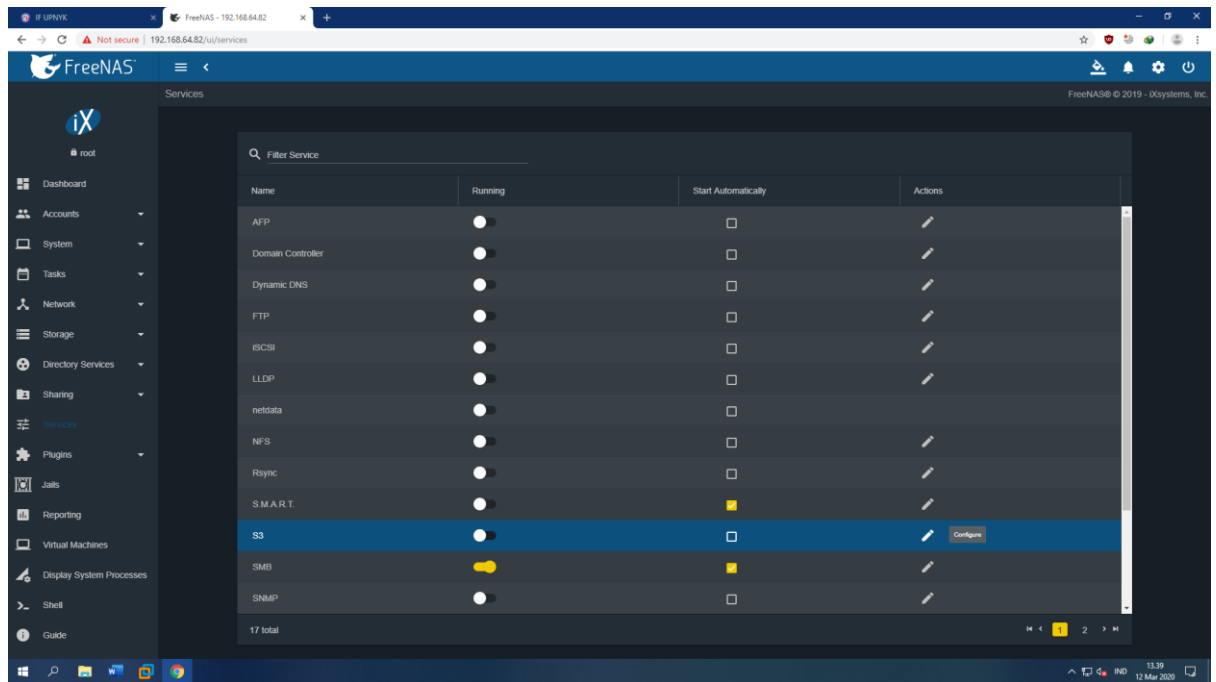 IF UPNYK
FreeNAS - 192.168.64.82
Not secure | 192.168.64.82/ui/services
FreeNAS
Services
FreeNAS® © 2019 - iXsystems, Inc.
iX
root
Filter Service
Dashboard
Accounts
System
Tasks
Network
Storage
Directory Services
Sharing
Services
Plugins
Jails
Reporting
Virtual Machines
Display System Processes
Shell
Guide
Name Running Start Automatically Actions
AFP
Domain Controller
Dynamic DNS
FTP
iSCSI
LLDP
netdata
NFS
Rsync
S.M.A.R.T.
S3 Configure
SMB
SNMP
17 total 1 2
IND 13.39
12 Mar 2020